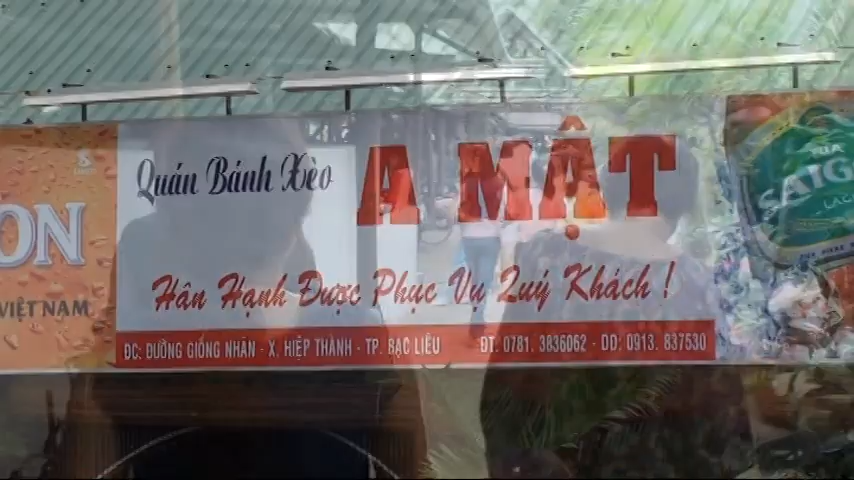 Quán Bánh Xèo
A MẬT
Hân Hạnh Được Phục Vụ Quý Khách !
ĐC: ĐƯỜNG GIỒNG NHÃN - X. HIỆP THÀNH - TP. BẠC LIÊU ĐT: 0781. 3836062 - DĐ: 0913. 837530
ON
VIỆT NAM
SAIG